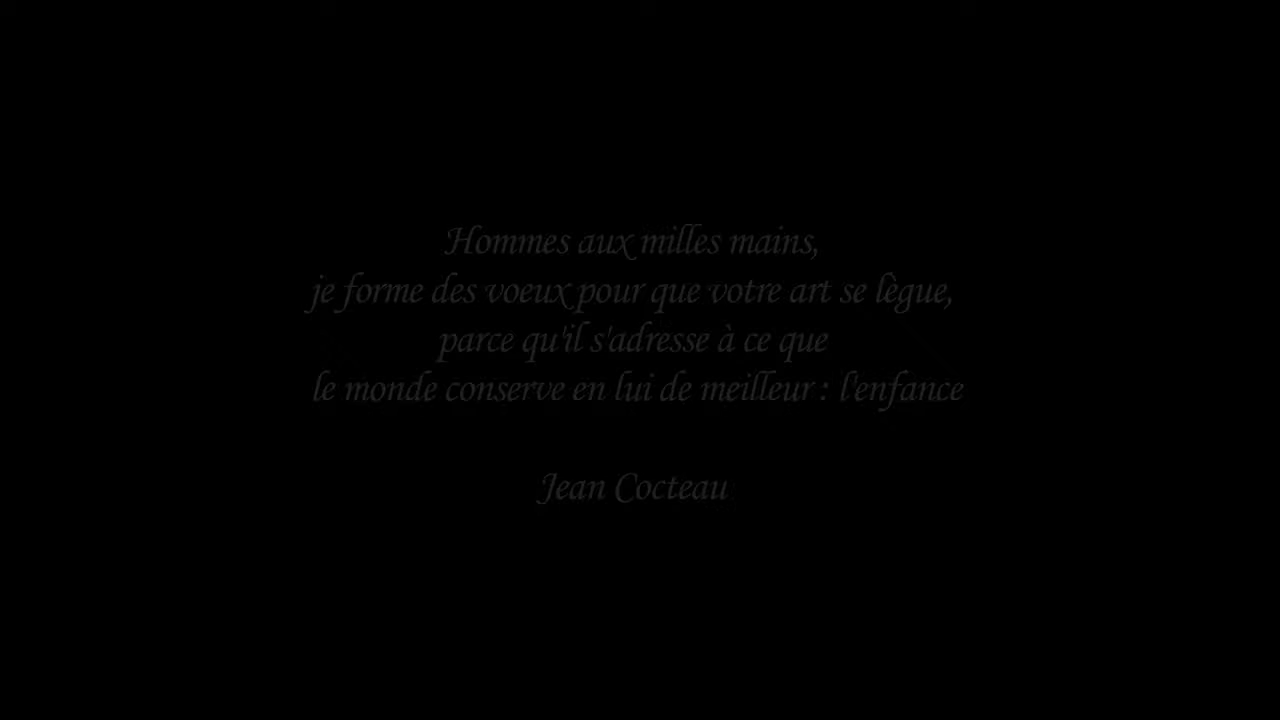 Hommes aux milles mains,
je forme des voeux pour que votre art se lègue,
parce qu'il s'adresse à ce que
le monde conserve en lui de meilleur : l'enfance
Jean Cocteau